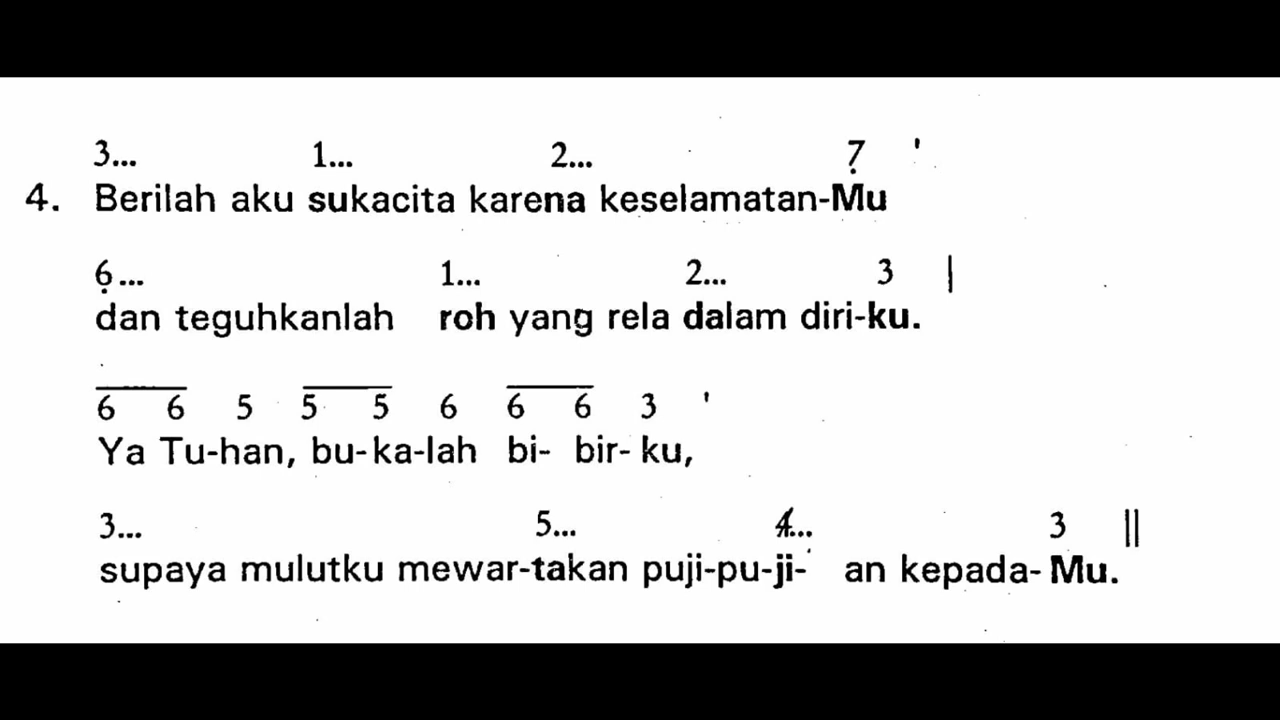 3... 1... 2... 7̣ '
4. Berilah aku sukacita karena keselamatan-Mu
6̣... 1... 2... 3 |
dan teguhkanlah roh yang rela dalam diri-ku.
6 6 5 5 5 6 6 6 3 '
Ya Tu-han, bu-ka-lah bi- bir- ku,
3... 5... 4̸... 3 ||
supaya mulutku mewar-takan puji-pu-ji- an kepada- Mu.